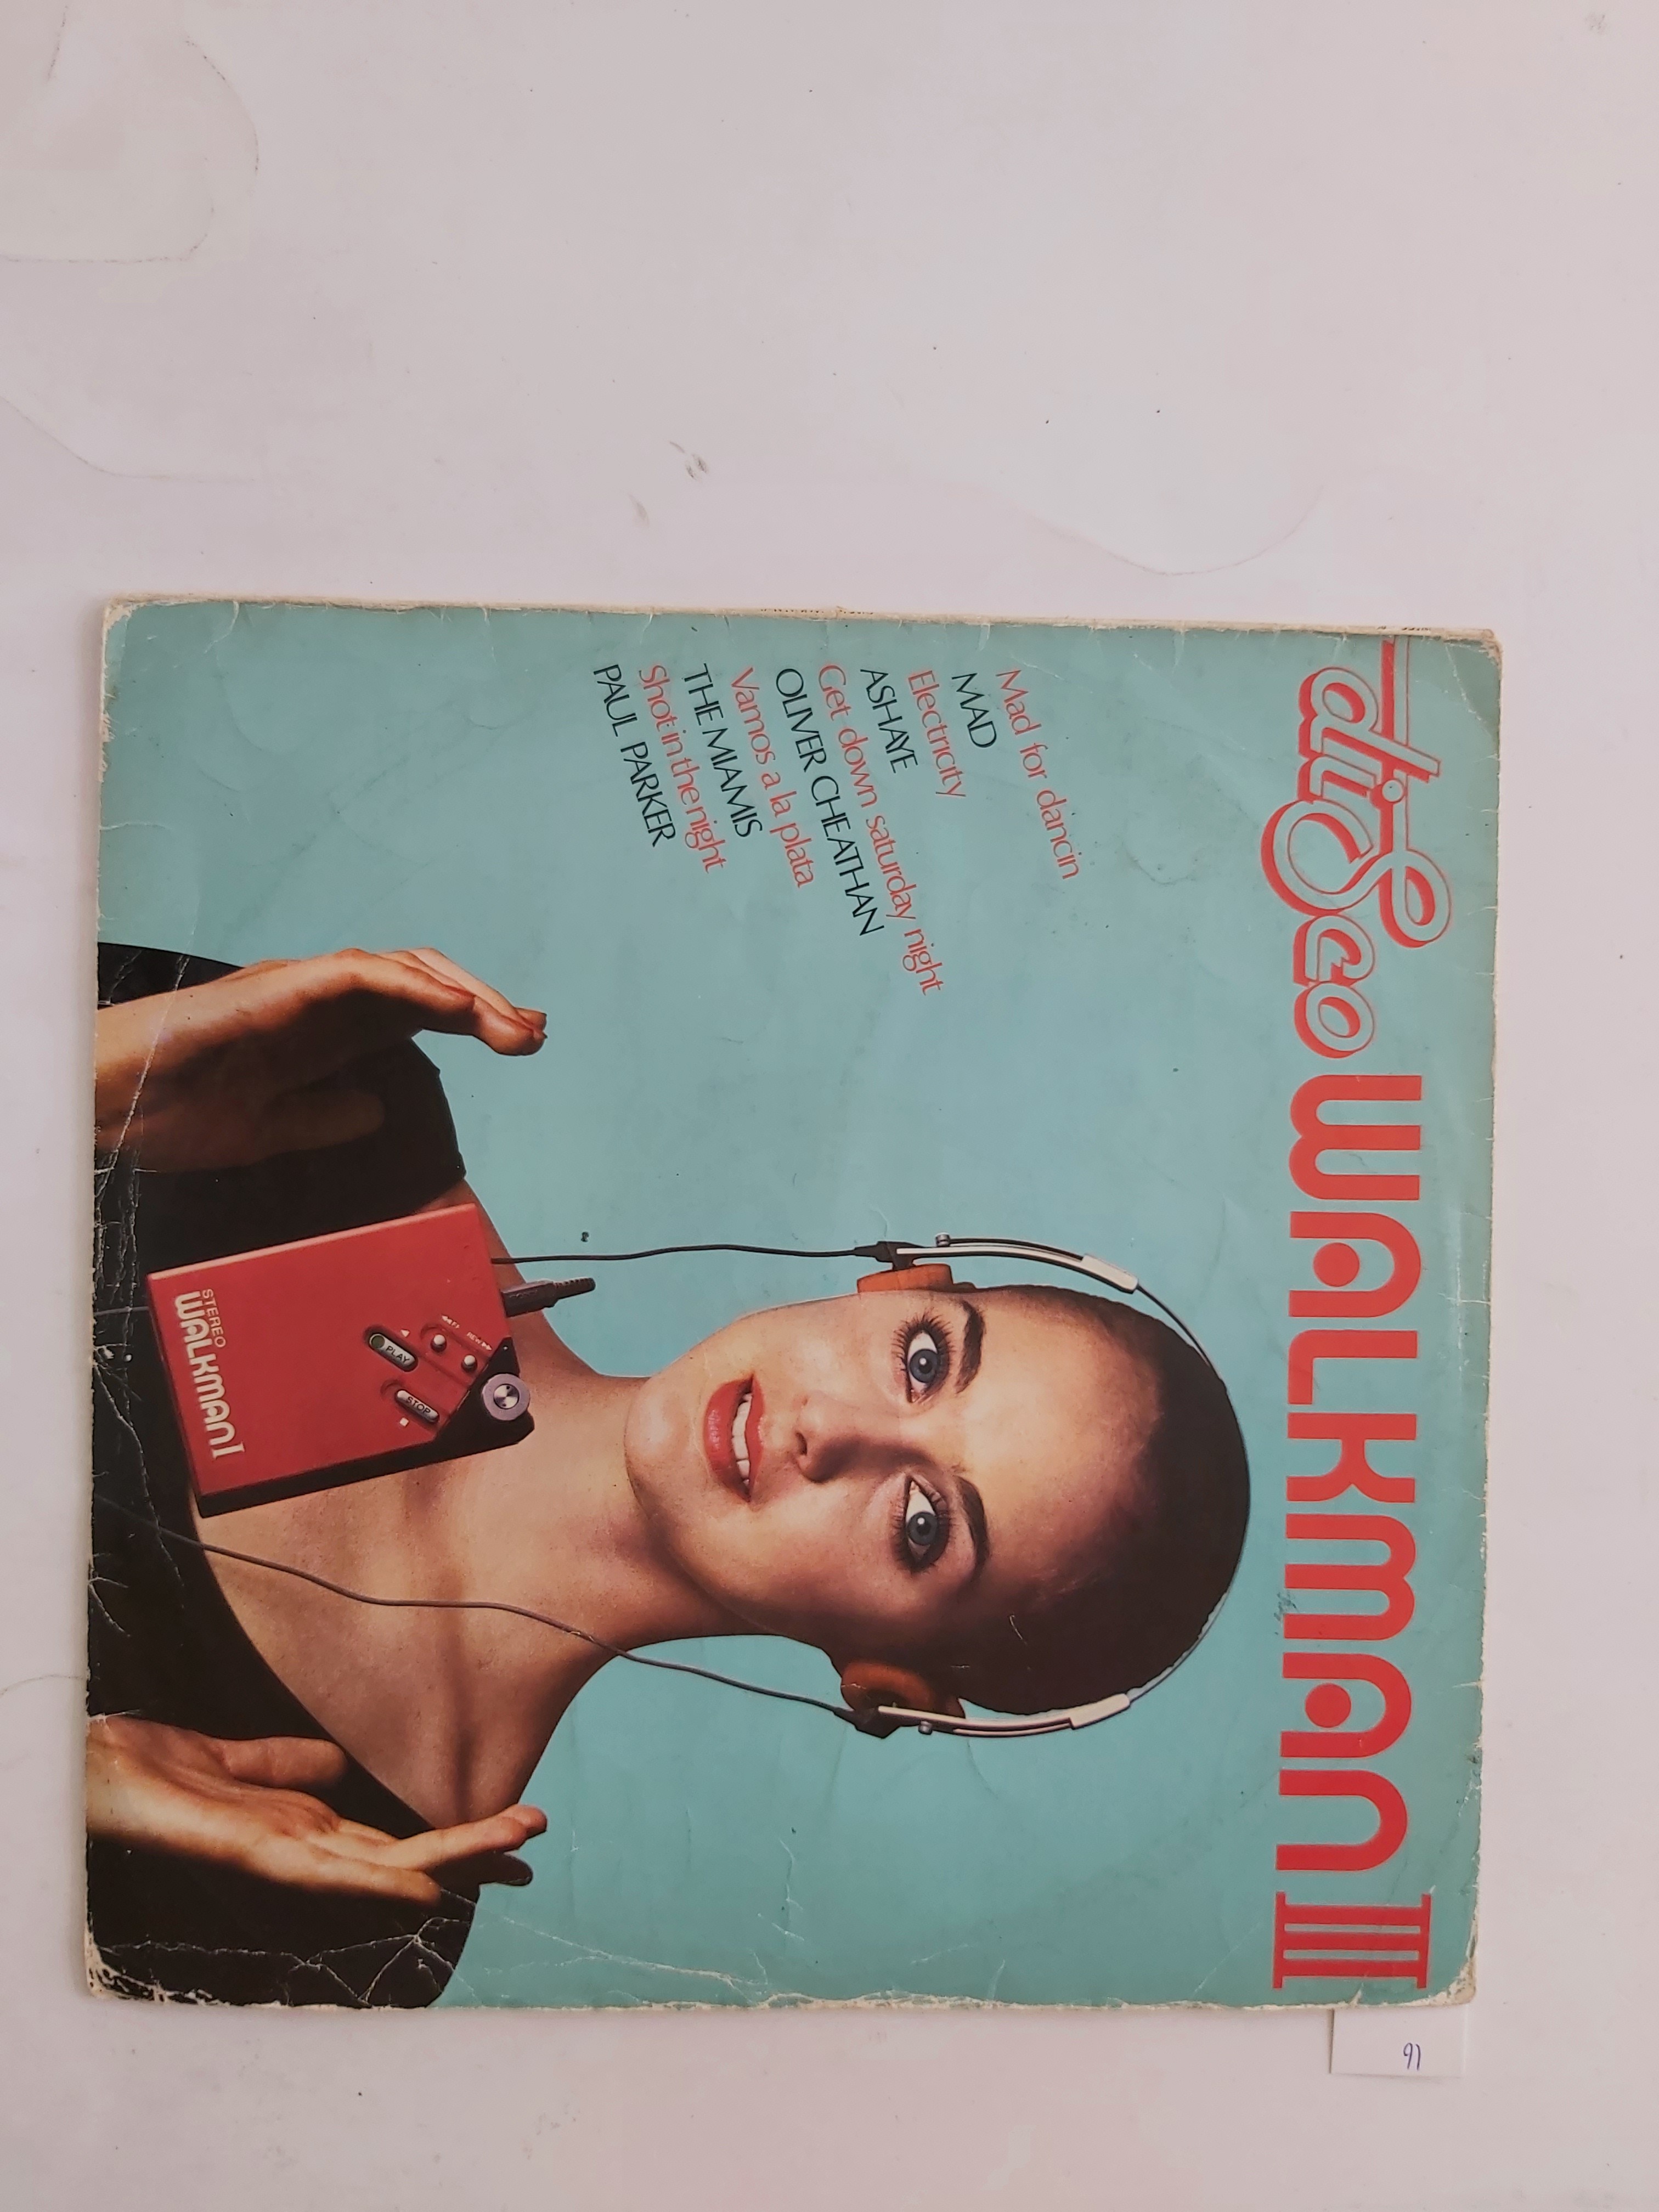 diSco WALKMAN III
Mad for dancin
MAD
Electricity
ASHAYE
Get down saturday night
OLIVER CHEATHAN
Vamos a la plata
THE MIAMIS
Shot in the night
PAUL PARKER
REW
PLAY
STOP
STEREO
WALKMAN I
91